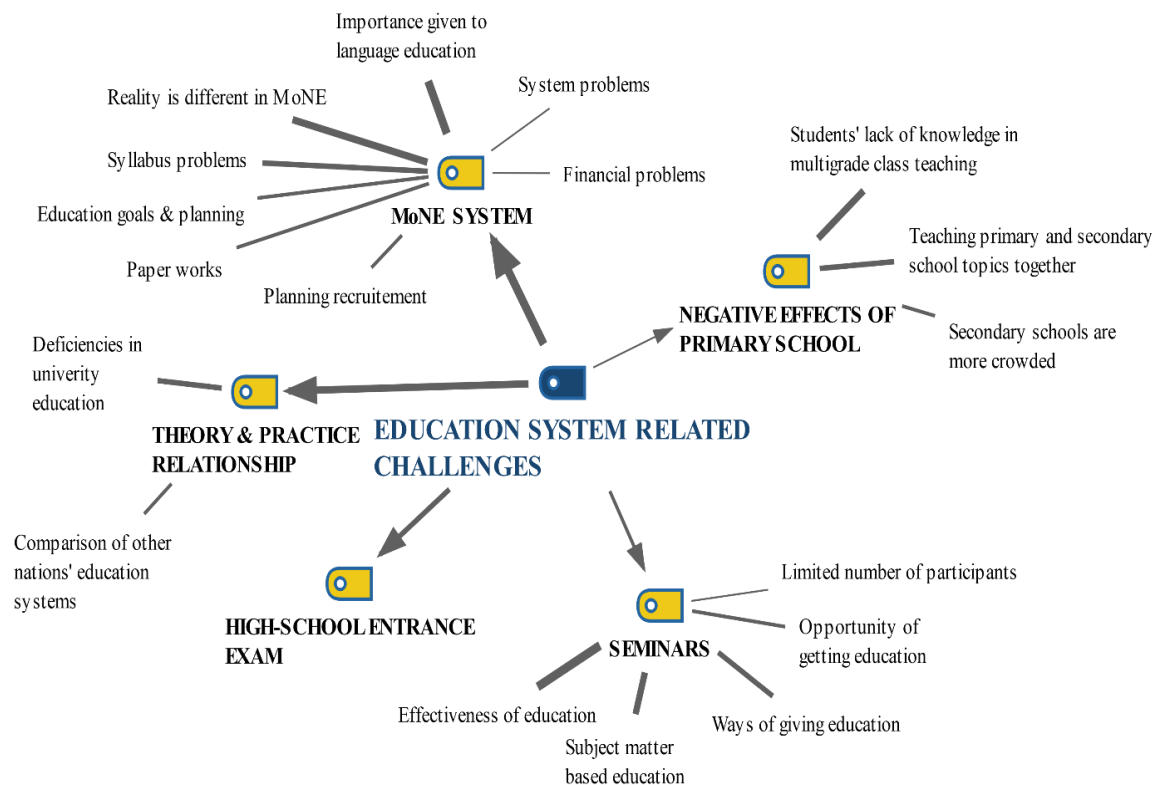 Importance given to
language education
System problems
Reality is different in MoNE
Students' lack of knowledge in
multigrade class teaching
Syllabus problems
Financial problems
Education goals & planning
MoNE SYSTEM
Teaching primary and secondary
school topics together
Paper works
Planning recruitement
NEGATIVE EFFECTS OF
PRIMARY SCHOOL
Secondary schools are
more crowded
Deficiencies in
univerity
education
THEORY & PRACTICE
RELATIONSHIP
EDUCATION SYSTEM RELATED
CHALLENGES
Comparison of other
nations' education
systems
HIGH-SCHOOL ENTRANCE
EXAM
Limited number of participants
Opportunity of
getting education
SEMINARS
Effectiveness of education
Ways of giving education
Subject matter
based education